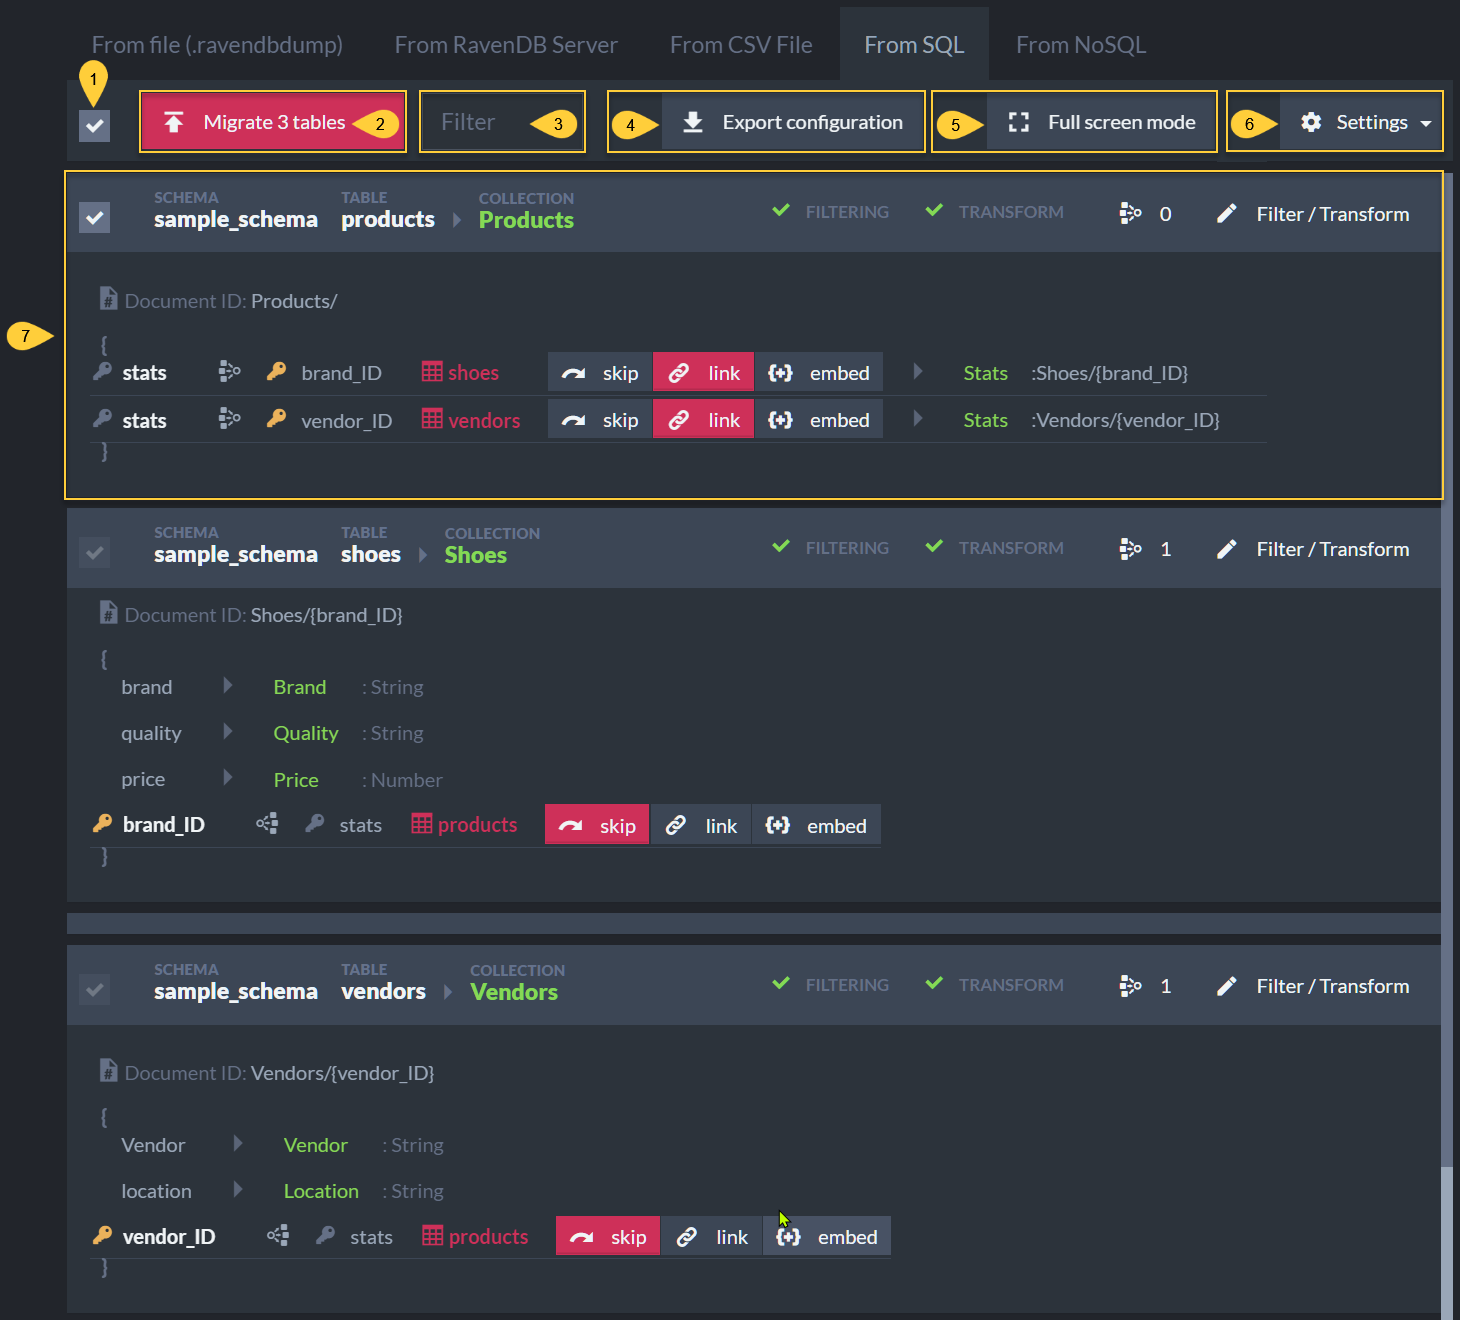 From file (.ravendbdump) From RavenDB Server From CSV File From SQL From NoSQL
1
Migrate 3 tables 2 Filter 3 4 Export configuration 5 Full screen mode 6 Settings
SCHEMA TABLE COLLECTION
sample_schema products Products FILTERING TRANSFORM 0 Filter / Transform
# Document ID: Products/
7
{
stats brand_ID shoes skip link {+} embed Stats :Shoes/{brand_ID}
stats vendor_ID vendors skip link {+} embed Stats :Vendors/{vendor_ID}
}
SCHEMA TABLE COLLECTION
sample_schema shoes Shoes FILTERING TRANSFORM 1 Filter / Transform
# Document ID: Shoes/{brand_ID}
{
brand Brand : String
quality Quality : String
price Price : Number
brand_ID stats products skip link {+} embed
}
SCHEMA TABLE COLLECTION
sample_schema vendors Vendors FILTERING TRANSFORM 1 Filter / Transform
# Document ID: Vendors/{vendor_ID}
{
Vendor Vendor : String
location Location : String
vendor_ID stats products skip link {+} embed
}